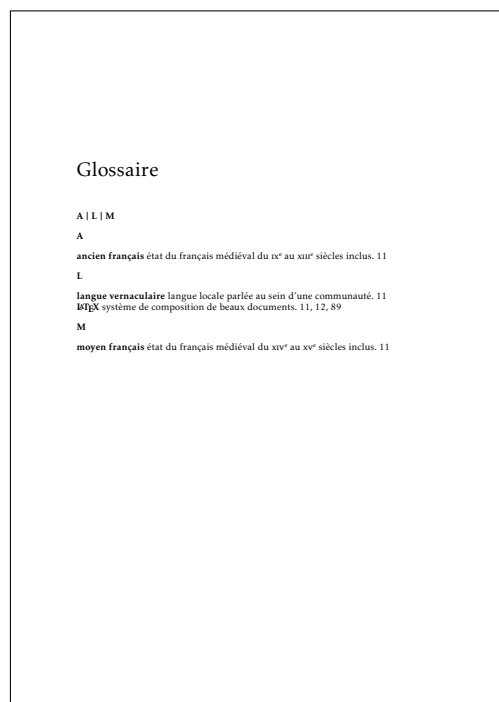 Glossaire
A | L | M
A
ancien français état du français médiéval du IXᵉ au XIIIᵉ siècles inclus. 11
L
langue vernaculaire langue locale parlée au sein d'une communauté. 11
LATEX système de composition de beaux documents. 11, 12, 89
M
moyen français état du français médiéval du XIVᵉ au XVᵉ siècles inclus. 11